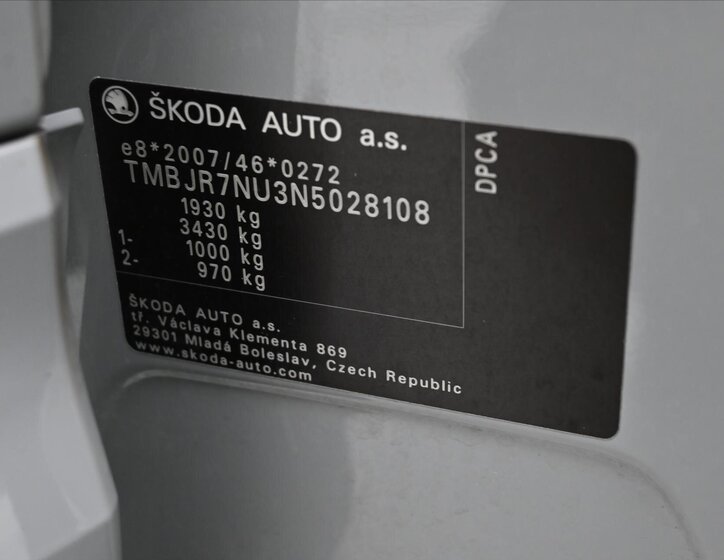 ŠKODA AUTO a.s.
e8*2007/46*0272
TMBJR7NU3N5028108
1930 kg
3430 kg
1- 1000 kg
2- 970 kg
DPCA
ŠKODA AUTO a.s.
tř. Václava Klementa 869
29301 Mladá Boleslav, Czech Republic
www.skoda-auto.com